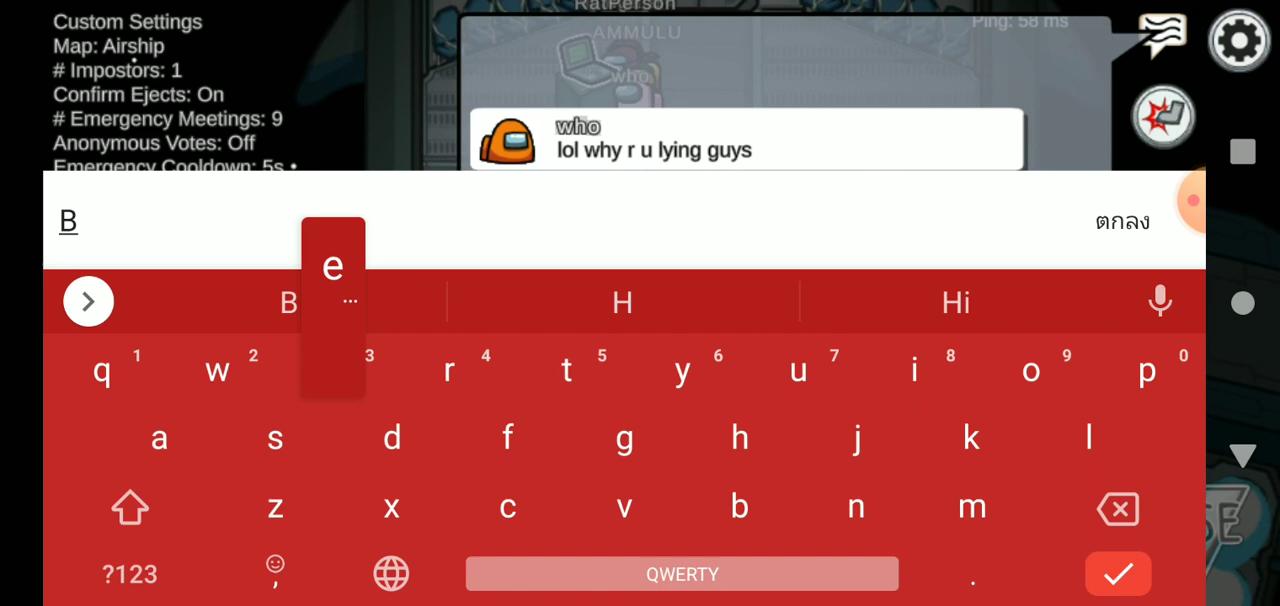 Custom Settings
Map: Airship
# Impostors: 1
Confirm Ejects: On
# Emergency Meetings: 9
Anonymous Votes: Off
Emergency Cooldown: 5s
RatPerson
Ping: 58 ms
AMMULU
who
who
lol why r u lying guys
B
ตกลง
e
...
B
H
Hi
q 1 w 2 3 r 4 t 5 y 6 u 7 i 8 o 9 p 0
a s d f g h j k l
z x c v b n m
?123 , QWERTY .